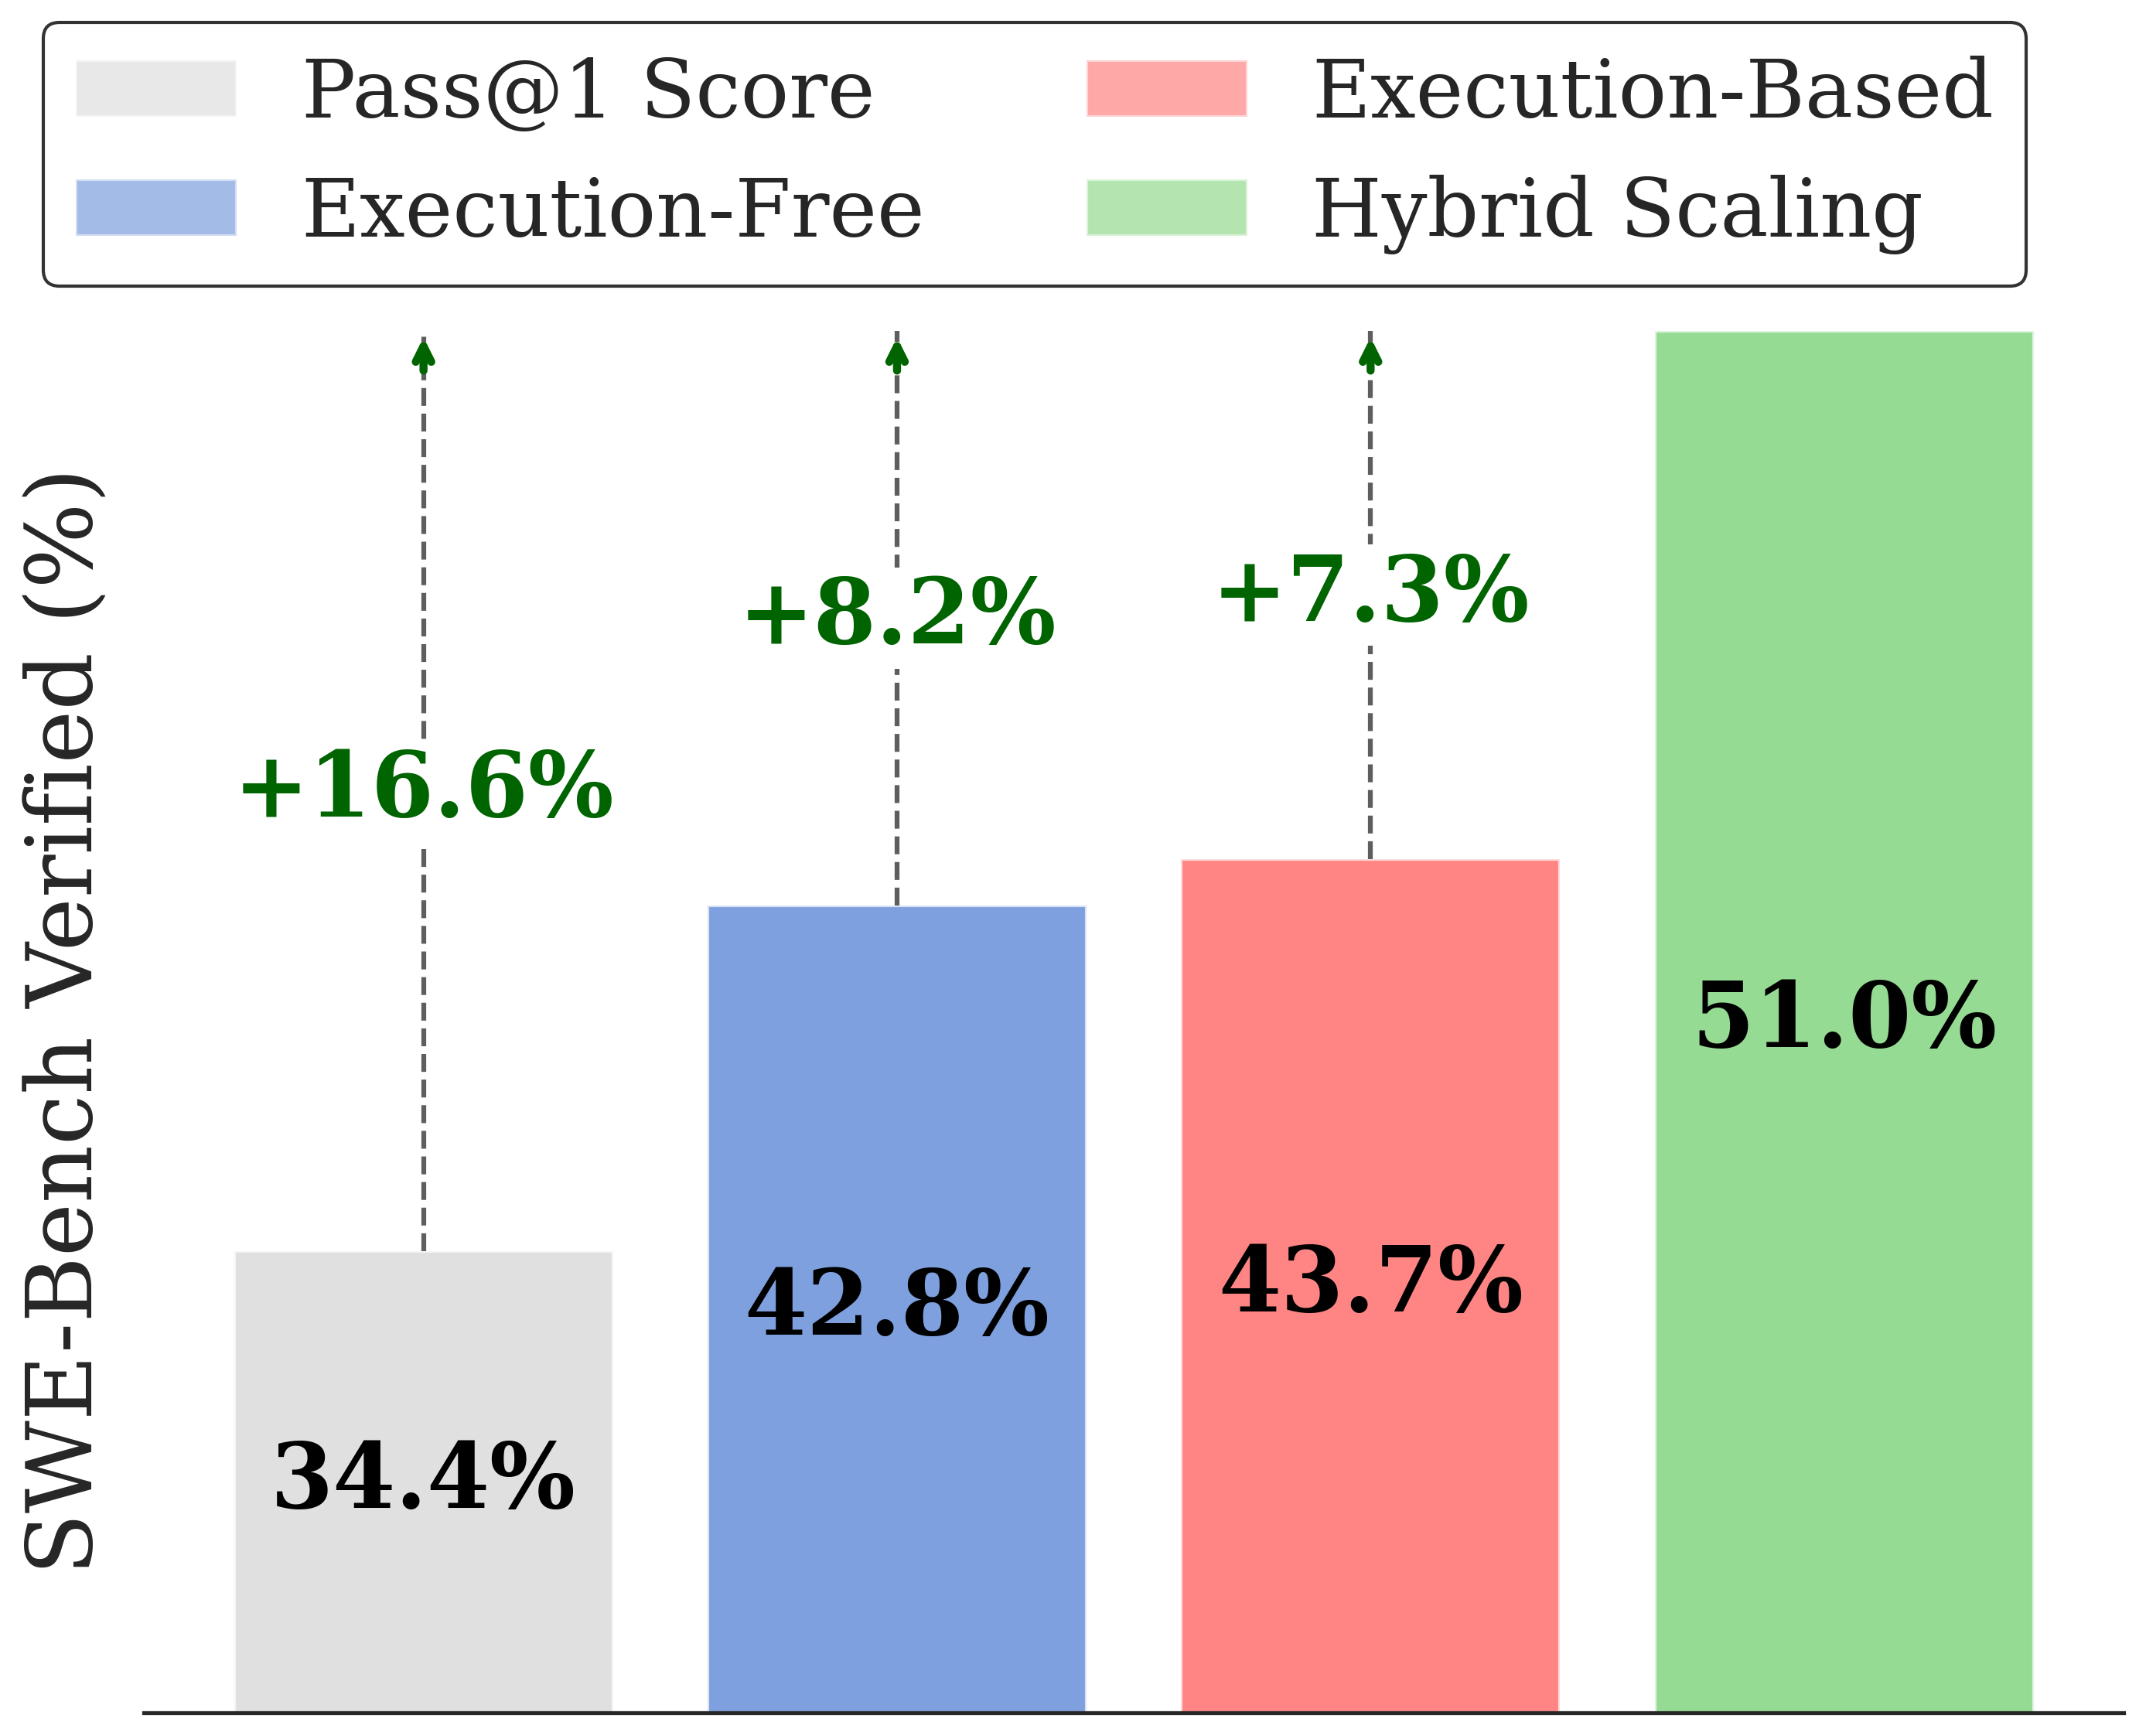 Pass@1 Score
Execution-Free
Execution-Based
Hybrid Scaling
SWE-Bench Verified (%)
+16.6%
+8.2%
+7.3%
34.4%
42.8%
43.7%
51.0%